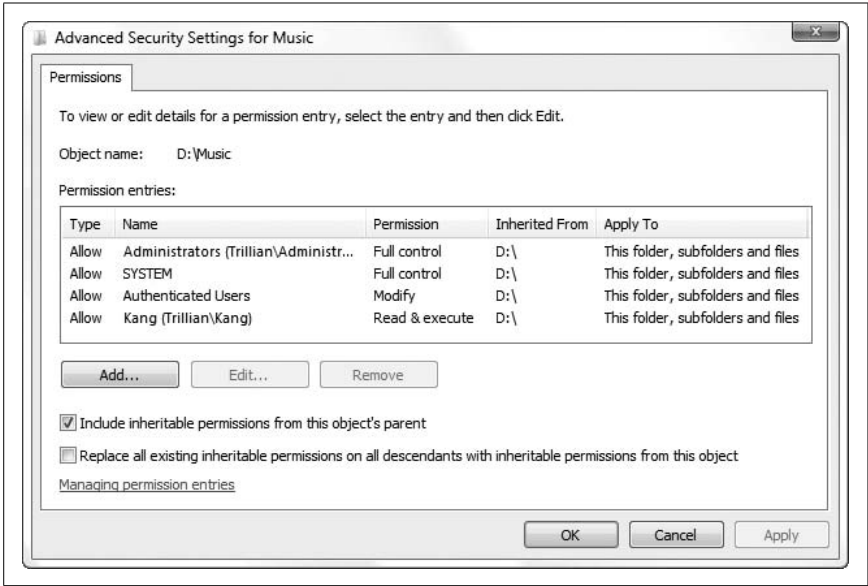 Advanced Security Settings for Music
Permissions
To view or edit details for a permission entry, select the entry and then click Edit.
Object name: D:\Music
Permission entries:
Type Name Permission Inherited From Apply To
Allow Administrators (Trillian\Administr... Full control D:\ This folder, subfolders and files
Allow SYSTEM Full control D:\ This folder, subfolders and files
Allow Authenticated Users Modify D:\ This folder, subfolders and files
Allow Kang (Trillian\Kang) Read & execute D:\ This folder, subfolders and files
Add... Edit... Remove
Include inheritable permissions from this object's parent
Replace all existing inheritable permissions on all descendants with inheritable permissions from this object
Managing permission entries
OK Cancel Apply